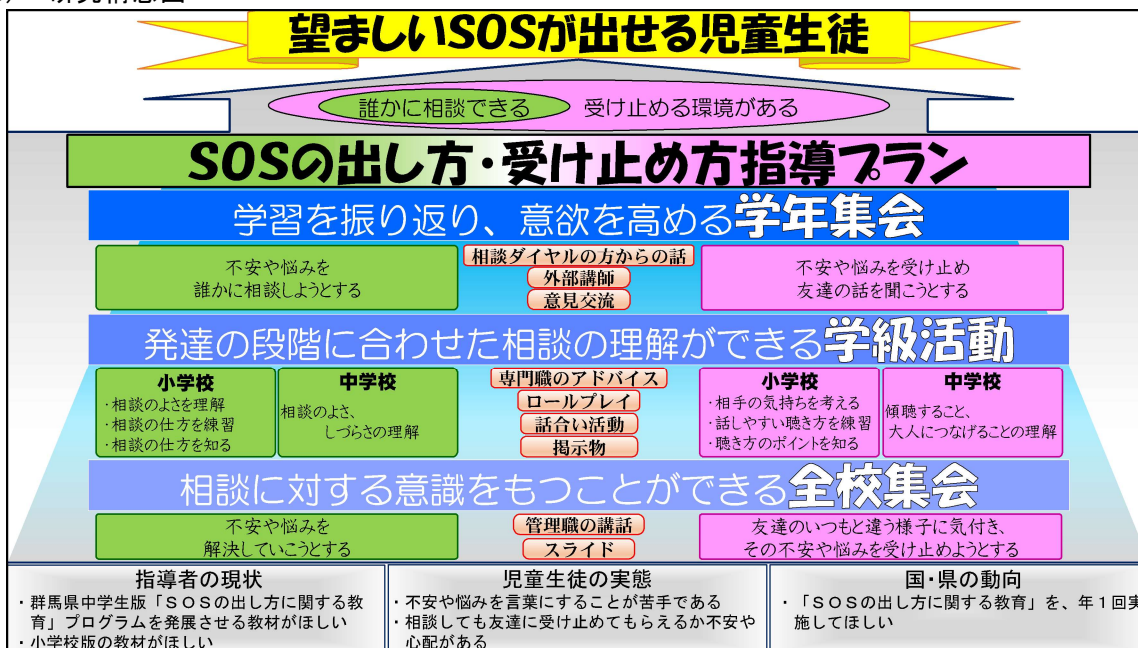 望ましいSOSが出せる児童生徒
誰かに相談できる 受け止める環境がある
SOSの出し方・受け止め方指導プラン
学習を振り返り、意欲を高める学年集会
不安や悩みを
誰かに相談しようとする
相談ダイヤルの方からの話
外部講師
意見交流
不安や悩みを受け止め
友達の話を聞こうとする
発達の段階に合わせた相談の理解ができる学級活動
小学校
・相談のよさを理解
・相談の仕方を練習
・相談の仕方を知る
中学校
相談のよさ、
しづらさの理解
専門職のアドバイス
ロールプレイ
話合い活動
掲示物
小学校
・相手の気持ちを考える
・話しやすい聴き方を練習
・聴き方のポイントを知る
中学校
傾聴すること、
大人につなげることの理解
相談に対する意識をもつことができる全校集会
不安や悩みを
解決していこうとする
管理職の講話
スライド
友達のいつもと違う様子に気付き、
その不安や悩みを受け止めようとする
指導者の現状
・群馬県中学生版「SOSの出し方に関する教
育」プログラムを発展させる教材がほしい
・小学校版の教材がほしい
児童生徒の実態
・不安や悩みを言葉にすることが苦手である
・相談しても友達に受け止めてもらえるか不安や
心配がある
国・県の動向
・「SOSの出し方に関する教育」を、年1回実
施してほしい